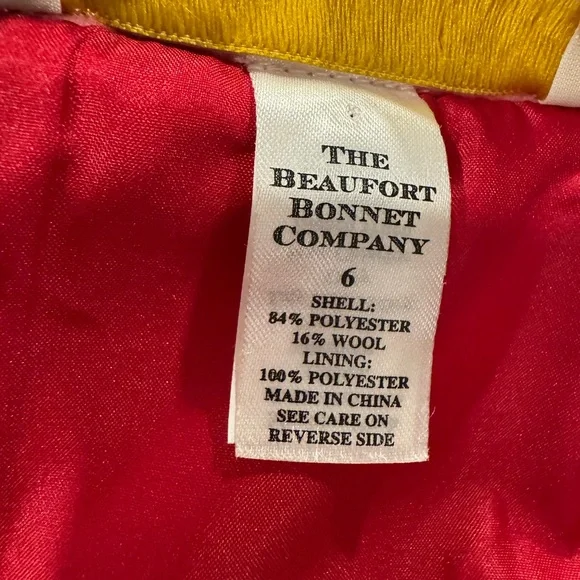 THE
BEAUFORT
BONNET
COMPANY
6
SHELL:
84% POLYESTER
16% WOOL
LINING:
100% POLYESTER
MADE IN CHINA
SEE CARE ON
REVERSE SIDE